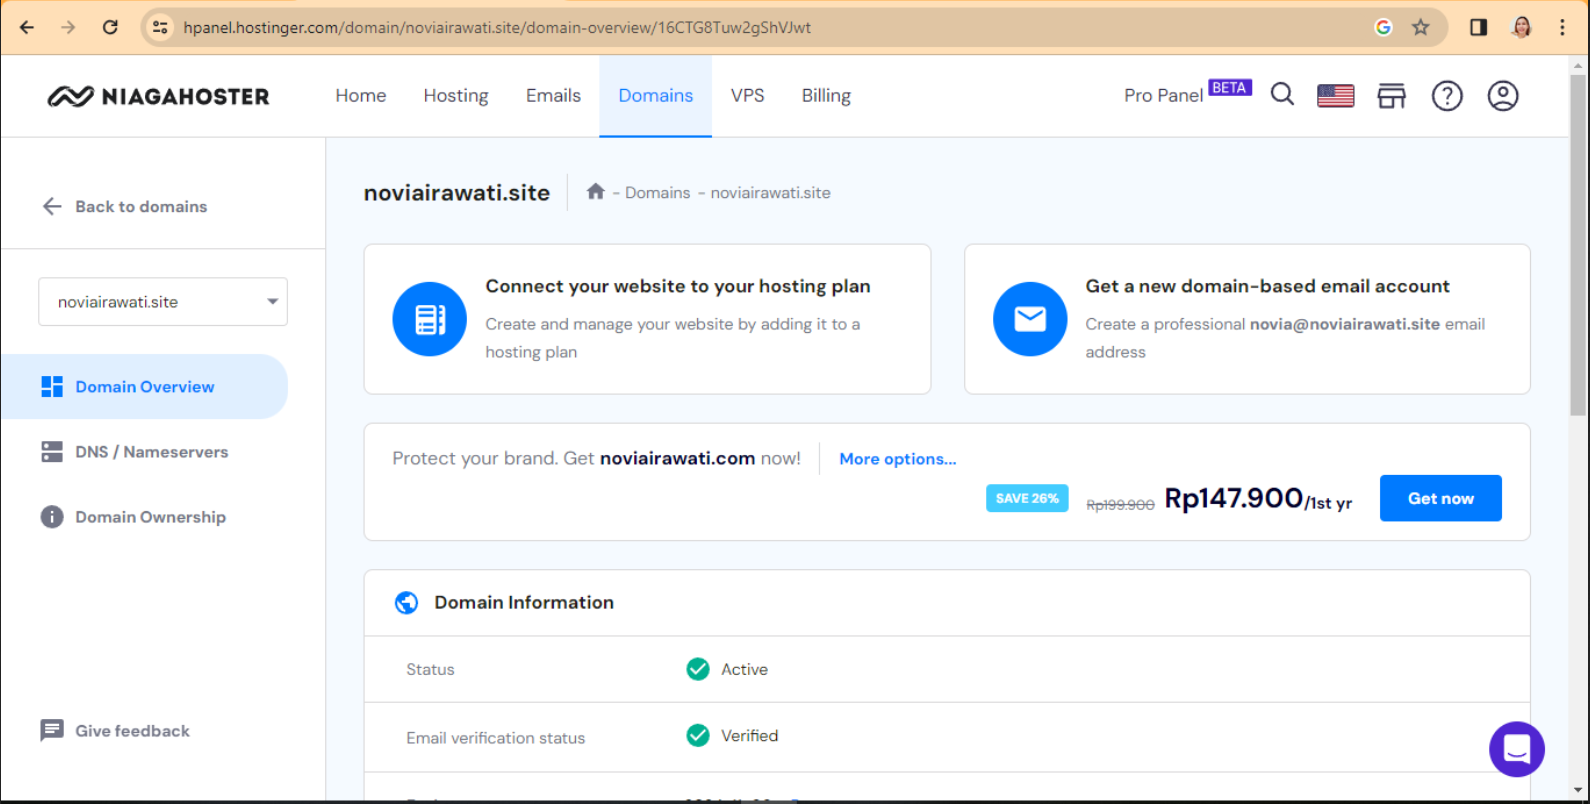 hpanel.hostinger.com/domain/noviairawati.site/domain-overview/16CTG8Tuw2gShVJwt
NIAGAHOSTER
Home
Hosting
Emails
Domains
VPS
Billing
Pro Panel
BETA
Back to domains
noviairawati.site
Domain Overview
DNS / Nameservers
Domain Ownership
Give feedback
noviairawati.site
- Domains - noviairawati.site
Connect your website to your hosting plan
Create and manage your website by adding it to a
hosting plan
Get a new domain-based email account
Create a professional novia@noviairawati.site email
address
Protect your brand. Get noviairawati.com now!
More options...
SAVE 26%
Rp199.900
Rp147.900/1st yr
Get now
Domain Information
Status
Active
Email verification status
Verified